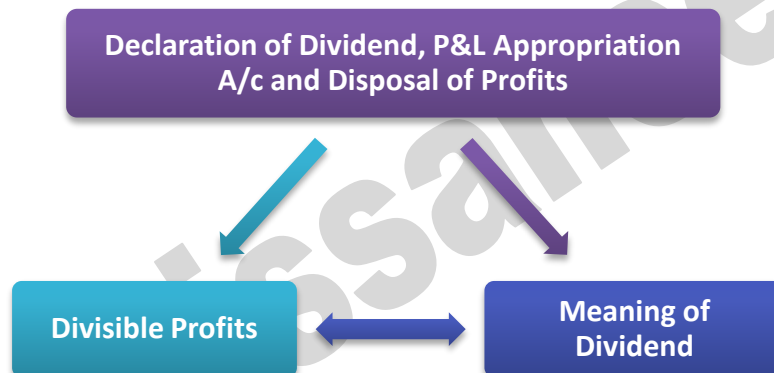 Declaration of Dividend, P&L Appropriation
A/c and Disposal of Profits
Divisible Profits
Meaning of
Dividend